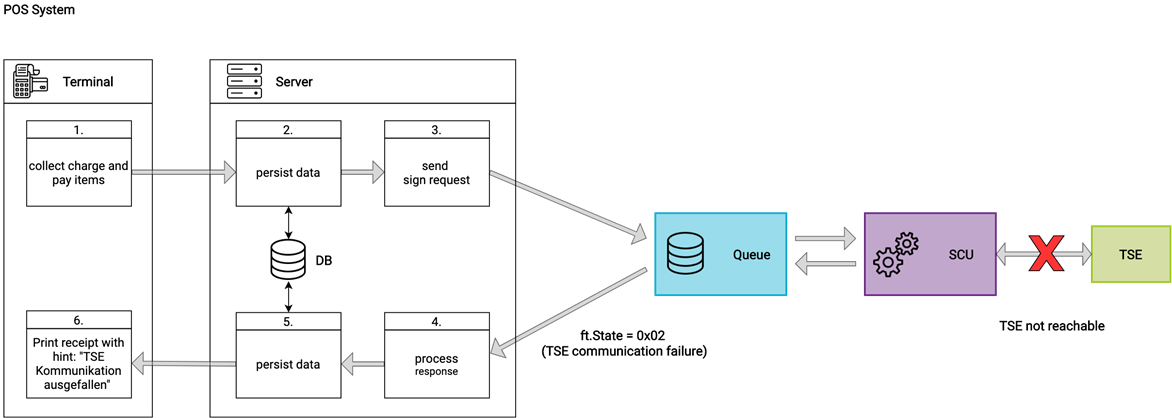 POS System
Terminal
Server
1.
collect charge and
pay items
2.
persist data
3.
send
sign request
DB
Queue
SCU
TSE
TSE not reachable
ft.State = 0x02
(TSE communication failure)
4.
process
response
5.
persist data
6.
Print receipt with
hint: "TSE
Kommunikation
ausgefallen"